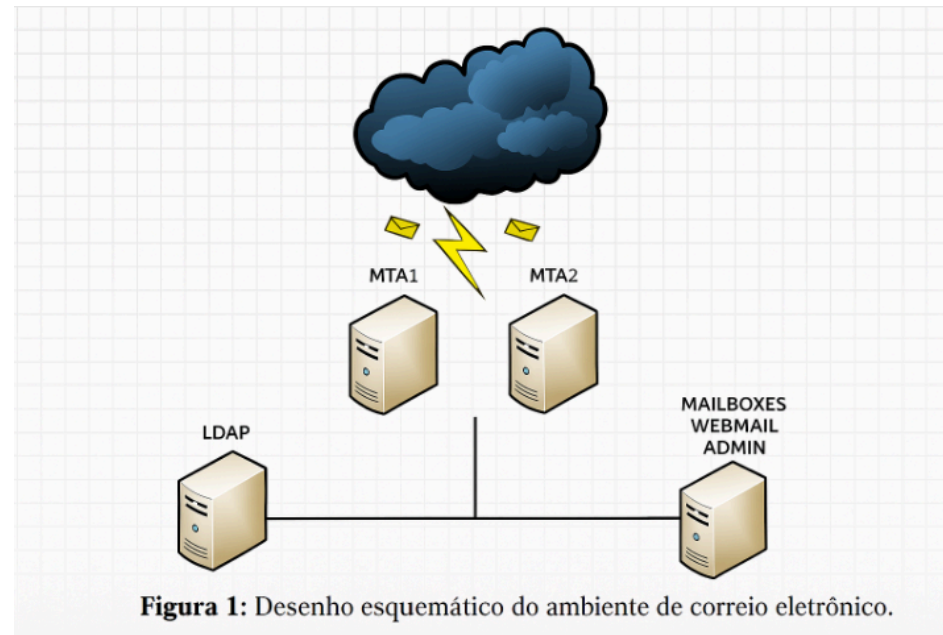 MTA1
MTA2
LDAP
MAILBOXES
WEBMAIL
ADMIN
Figura 1: Desenho esquemático do ambiente de correio eletrônico.